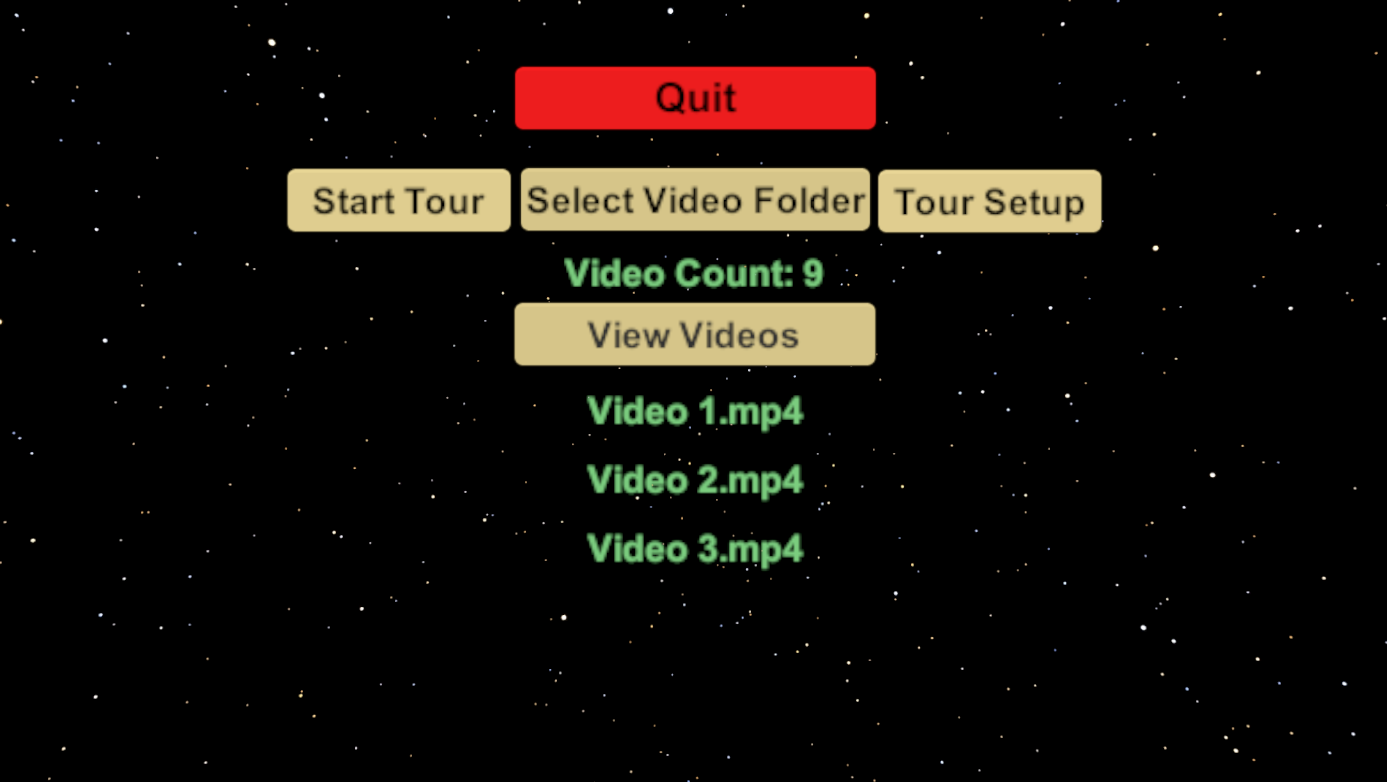 Quit
Start Tour
Select Video Folder
Tour Setup
Video Count: 9
View Videos
Video 1.mp4
Video 2.mp4
Video 3.mp4